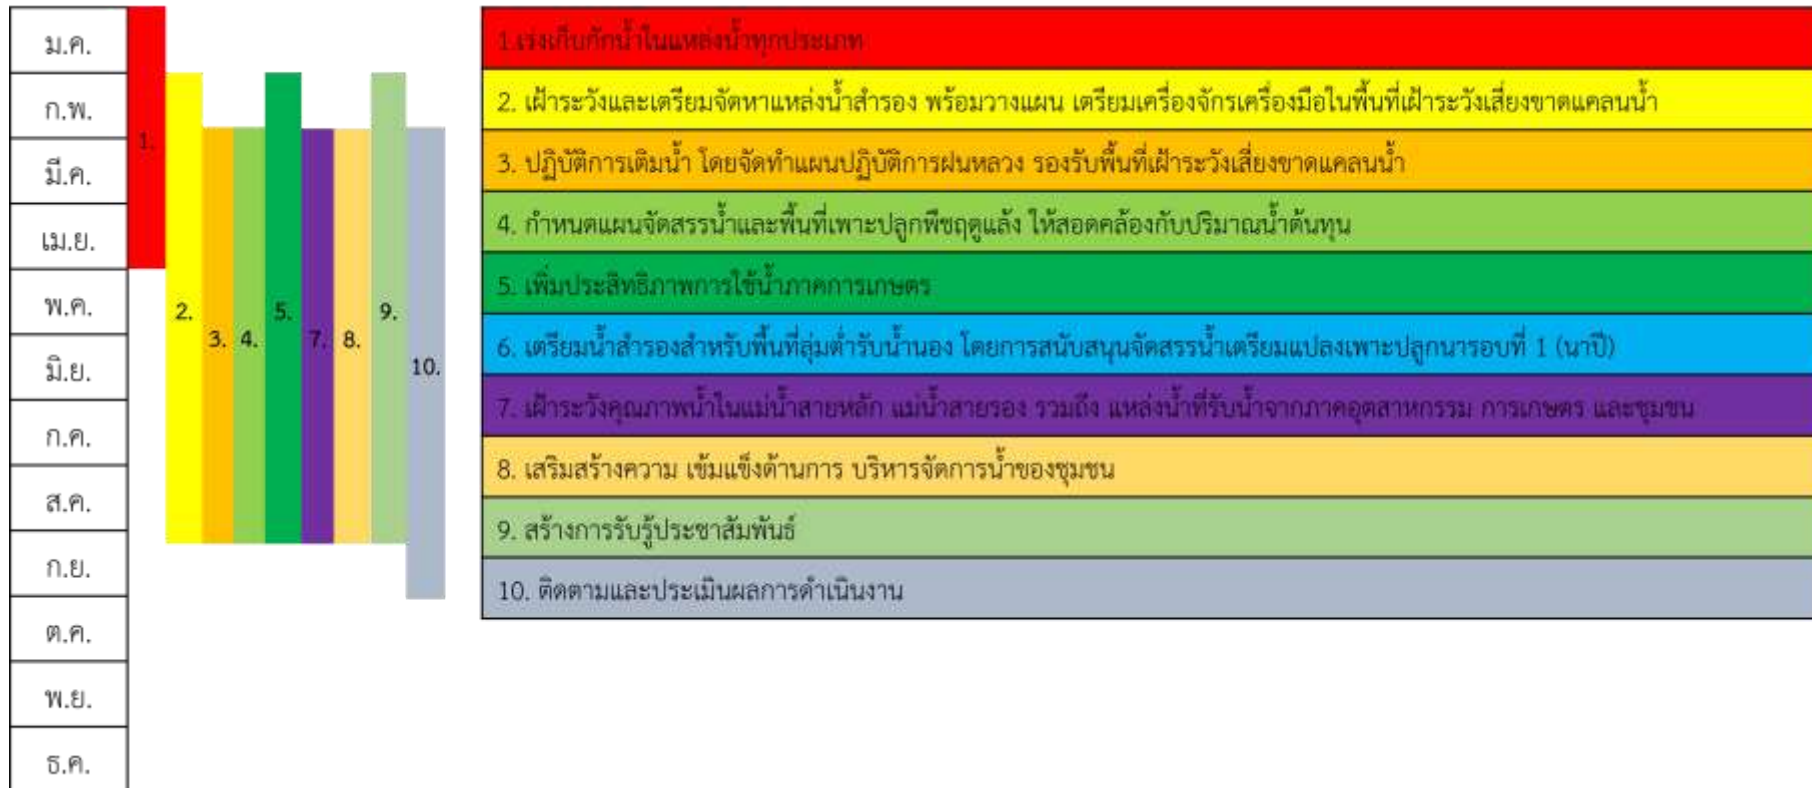 ม.ค.
ก.พ.
มี.ค.
เม.ย.
พ.ค.
มิ.ย.
ก.ค.
ส.ค.
ก.ย.
ต.ค.
พ.ย.
ธ.ค.
1.
2.
3.
4.
5.
7.
8.
9.
10.
1.เร่งเก็บกักน้ำในแหล่งน้ำทุกประเภท
2. เฝ้าระวังและเตรียมจัดหาแหล่งน้ำสำรอง พร้อมวางแผน เตรียมเครื่องจักรเครื่องมือในพื้นที่เฝ้าระวังเสี่ยงขาดแคลนน้ำ
3. ปฏิบัติการเติมน้ำ โดยจัดทำแผนปฏิบัติการฝนหลวง รองรับพื้นที่เฝ้าระวังเสี่ยงขาดแคลนน้ำ
4. กำหนดแผนจัดสรรน้ำและพื้นที่เพาะปลูกพืชฤดูแล้ง ให้สอดคล้องกับปริมาณน้ำต้นทุน
5. เพิ่มประสิทธิภาพการใช้น้ำภาคการเกษตร
6. เตรียมน้ำสำรองสำหรับพื้นที่ลุ่มต่ำรับน้ำนอง โดยการสนับสนุนจัดสรรน้ำเตรียมแปลงเพาะปลูกนารอบที่ 1 (นาปี)
7. เฝ้าระวังคุณภาพน้ำในแม่น้ำสายหลัก แม่น้ำสายรอง รวมถึง แหล่งน้ำที่รับน้ำจากภาคอุตสาหกรรม การเกษตร และชุมชน
8. เสริมสร้างความ เข้มแข็งด้านการ บริหารจัดการน้ำของชุมชน
9. สร้างการรับรู้ประชาสัมพันธ์
10. ติดตามและประเมินผลการดำเนินงาน